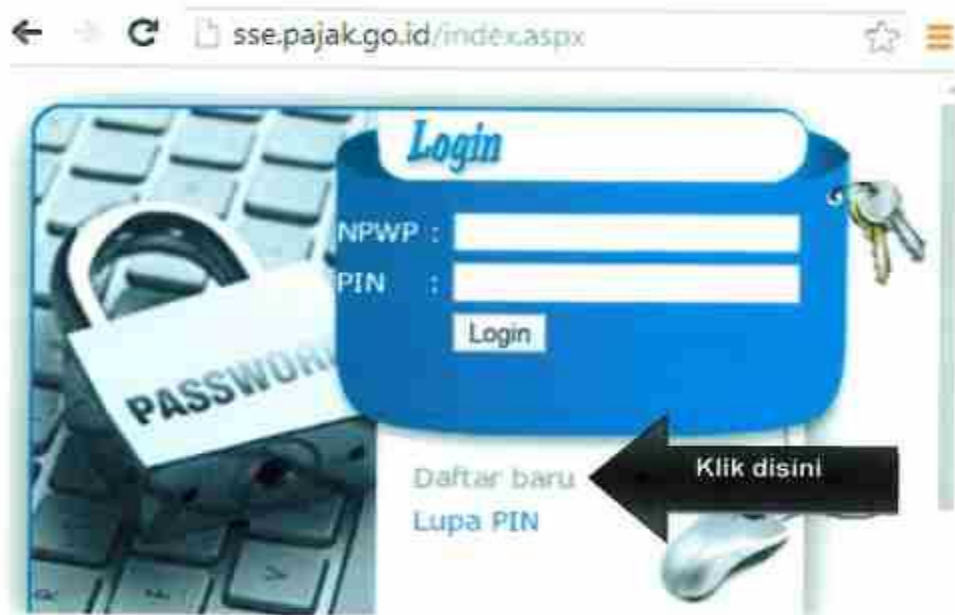 sse.pajak.go.id/index.aspx
Login
NPWP :
PIN :
Login
PASSWORD
Daftar baru
Klik disini
Lupa PIN